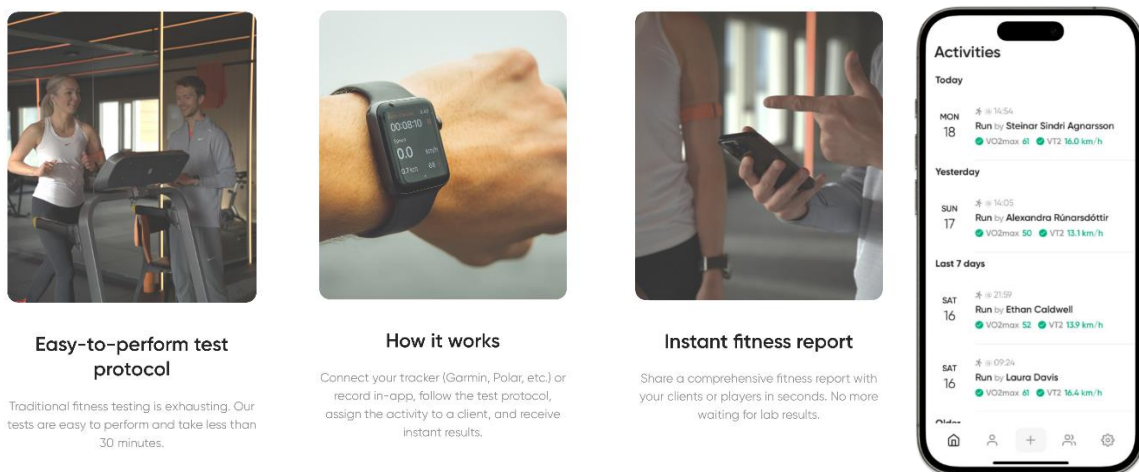 Easy-to-perform test
protocol
Traditional fitness testing is exhausting. Our
tests are easy to perform and take less than
30 minutes.
00:08:10
Speed
0.0 km/h
0.7 km 68
How it works
Connect your tracker (Garmin, Polar, etc.) or
record in-app, follow the test protocol,
assign the activity to a client, and receive
instant results.
Instant fitness report
Share a comprehensive fitness report with
your clients or players in seconds. No more
waiting for lab results.
Activities
Today
MON
18
14:54
Run by Steinar Sindri Agnarsson
VO2max 61 VT2 16.0 km/h
Yesterday
SUN
17
14:05
Run by Alexandra Rúnarsdóttir
VO2max 50 VT2 13.1 km/h
Last 7 days
SAT
16
21:59
Run by Ethan Caldwell
VO2max 52 VT2 13.9 km/h
SAT
16
09:24
Run by Laura Davis
VO2max 61 VT2 16.4 km/h
Older